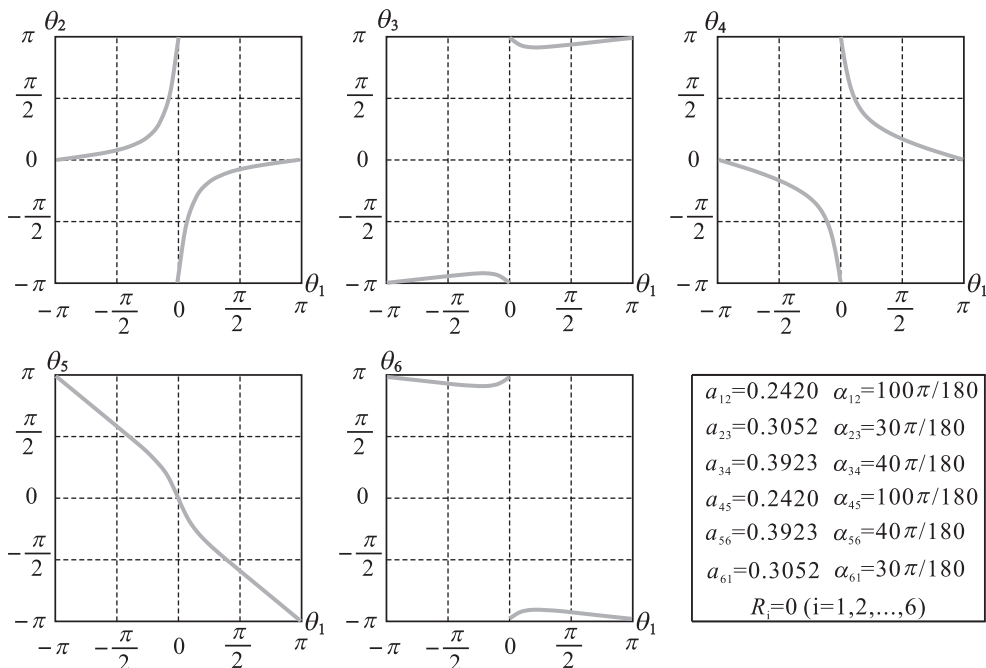 θ₂ θ₃ θ₄
π π π
π/2 π/2 π/2
0 0 0
−π/2 −π/2 −π/2
−π θ₁ −π θ₁ −π θ₁
−π −π/2 0 π/2 π −π −π/2 0 π/2 π −π −π/2 0 π/2 π
θ₅ θ₆
π π
π/2 π/2
0 0
−π/2 −π/2
−π θ₁ −π θ₁
−π −π/2 0 π/2 π −π −π/2 0 π/2 π
a₁₂=0.2420 α₁₂=100π/180
a₂₃=0.3052 α₂₃=30π/180
a₃₄=0.3923 α₃₄=40π/180
a₄₅=0.2420 α₄₅=100π/180
a₅₆=0.3923 α₅₆=40π/180
a₆₁=0.3052 α₆₁=30π/180
Rᵢ=0 (i=1,2,...,6)